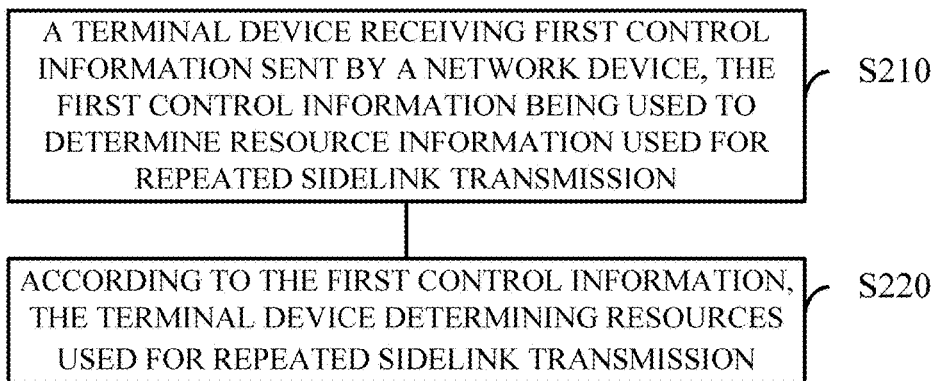 A TERMINAL DEVICE RECEIVING FIRST CONTROL
INFORMATION SENT BY A NETWORK DEVICE, THE
FIRST CONTROL INFORMATION BEING USED TO
DETERMINE RESOURCE INFORMATION USED FOR
REPEATED SIDELINK TRANSMISSION
S210
ACCORDING TO THE FIRST CONTROL INFORMATION,
THE TERMINAL DEVICE DETERMINING RESOURCES
USED FOR REPEATED SIDELINK TRANSMISSION
S220